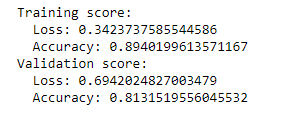 Training score:
Loss: 0.3423737585544586
Accuracy: 0.8940199613571167
Validation score:
Loss: 0.6942024827003479
Accuracy: 0.8131519556045532